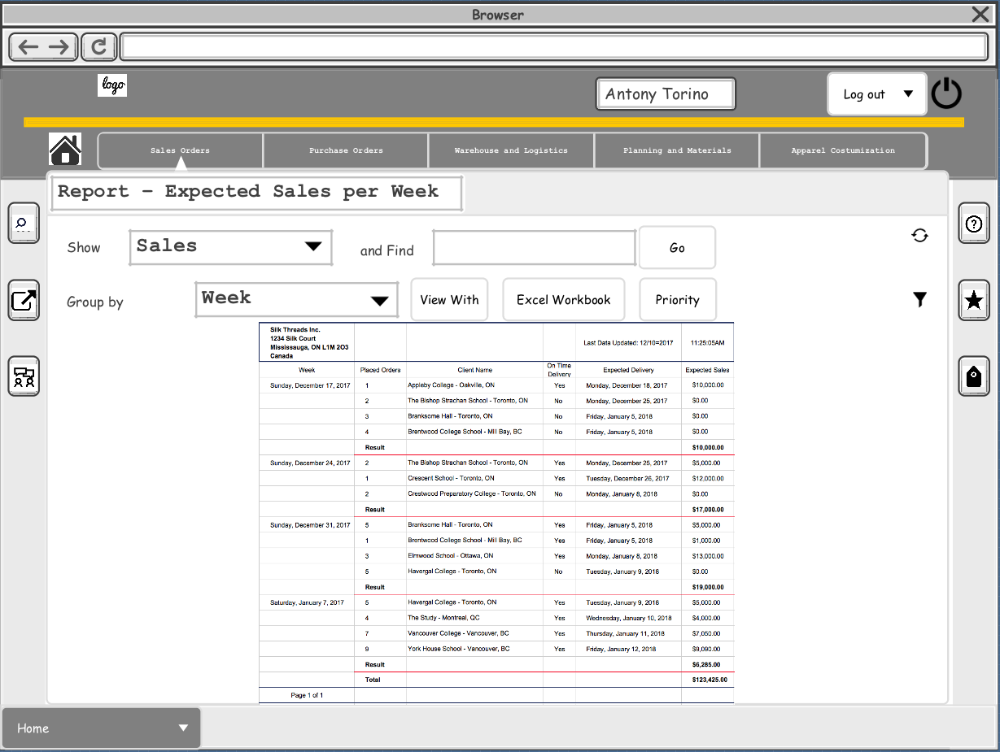 Browser
logo
Antony Torino
Log out
Sales Orders
Purchase Orders
Warehouse and Logistics
Planning and Materials
Apparel Costumization
Report - Expected Sales per Week
Show Sales and Find Go
Group by Week View With Excel Workbook Priority
Silk Threads Inc.
1234 Silk Court
Mississauga, ON L1M 2O3
Canada
Last Data Updated: 12/10=2017 11:25:05AM
Week Placed Orders Client Name On Time Delivery Expected Delivery Expected Sales
Sunday, December 17, 2017 1 Appleby College - Oakville, ON Yes Monday, December 18, 2017 $10,000.00
2 The Bishop Strachan School - Toronto, ON No Monday, December 25, 2017 $0.00
3 Branksome Hall - Toronto, ON No Friday, January 5, 2018 $0.00
4 Brentwood College School - Mill Bay, BC No Friday, January 5, 2018 $0.00
Result $10,000.00
Sunday, December 24, 2017 2 The Bishop Strachan School - Toronto, ON Yes Monday, December 25, 2017 $5,000.00
1 Crescent School - Toronto, ON Yes Tuesday, December 26, 2017 $12,000.00
2 Crestwood Preparatory College - Toronto, ON No Monday, January 8, 2018 $0.00
Result $17,000.00
Sunday, December 31, 2017 5 Branksome Hall - Toronto, ON Yes Friday, January 5, 2018 $5,000.00
1 Brentwood College School - Mill Bay, BC Yes Friday, January 5, 2018 $1,000.00
3 Elmwood School - Ottawa, ON Yes Monday, January 8, 2018 $13,000.00
5 Havergal College - Toronto, ON No Tuesday, January 9, 2018 $0.00
Result $19,000.00
Saturday, January 7, 2017 5 Havergal College - Toronto, ON Yes Tuesday, January 9, 2018 $5,000.00
4 The Study - Montreal, QC Yes Wednesday, January 10, 2018 $4,000.00
7 Vancouver College - Vancouver, BC Yes Thursday, January 11, 2018 $7,050.00
9 York House School - Vancouver, BC Yes Friday, January 12, 2018 $9,090.00
Result $6,285.00
Total $123,425.00
Page 1 of 1
Home